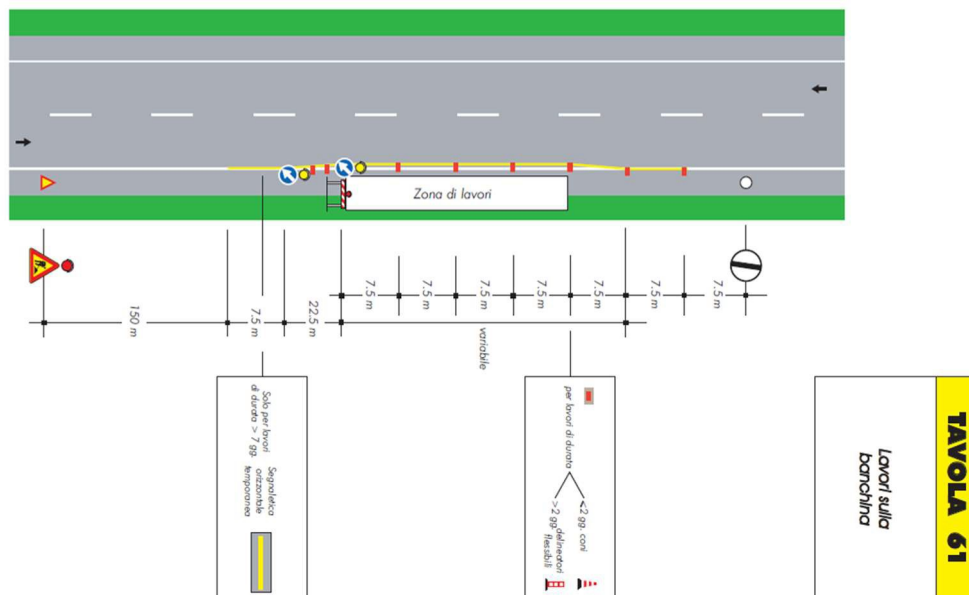 TAVOLA 61
Lavori sulla
banchina
Zona di lavori
7.5 m
7.5 m
7.5 m
7.5 m
7.5 m
7.5 m
7.5 m
150 m
7.5 m
22.5 m
variabile
Solo per lavori
di durata > 7 gg.
Segnaletica
orizzontale
temporanea
per lavori di durata
<2 gg. coni
>2 gg. delineatori
flessibili